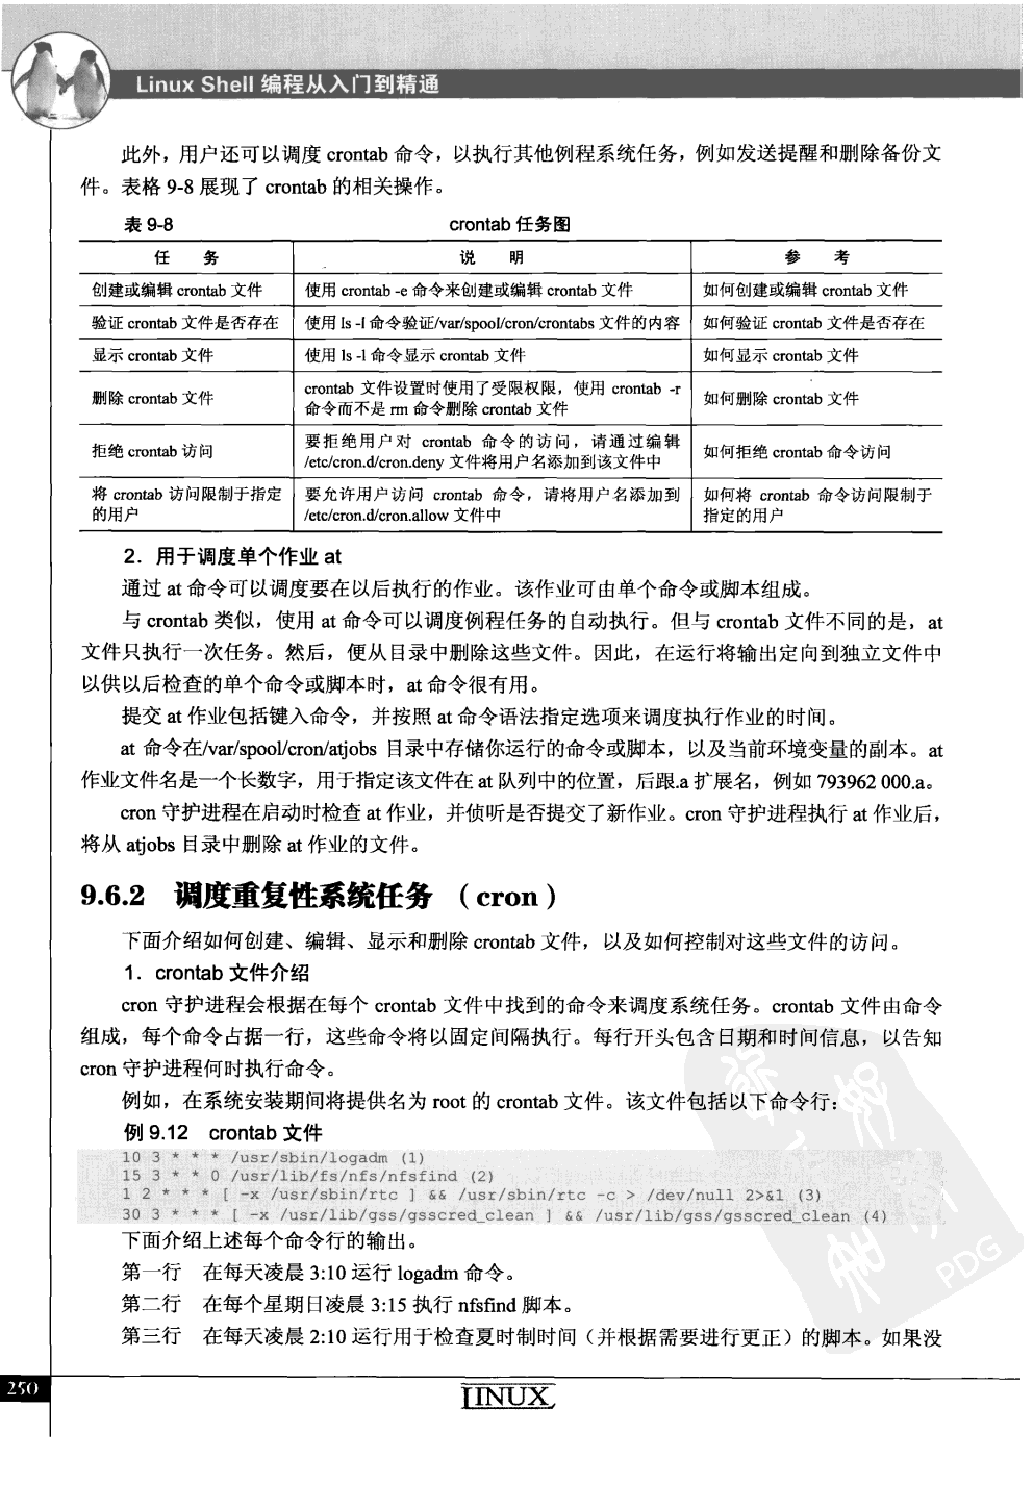 Linux Shell 编程从入门到精通
此外，用户还可以调度 crontab 命令，以执行其他例程系统任务，例如发送提醒和删除备份文
件。表格 9-8 展现了 crontab 的相关操作。
表 9-8 crontab 任务图
任 务 说 明 参 考
创建或编辑 crontab 文件 使用 crontab -e 命令来创建或编辑 crontab 文件 如何创建或编辑 crontab 文件
验证 crontab 文件是否存在 使用 ls -l 命令验证/var/spool/cron/crontabs 文件的内容 如何验证 crontab 文件是否存在
显示 crontab 文件 使用 ls -l 命令显示 crontab 文件 如何显示 crontab 文件
删除 crontab 文件 crontab 文件设置时使用了受限权限，使用 crontab -r
命令而不是 rm 命令删除 crontab 文件 如何删除 crontab 文件
拒绝 crontab 访问 要拒绝用户对 crontab 命令的访问，请通过编辑
/etc/cron.d/cron.deny 文件将用户名添加到该文件中 如何拒绝 crontab 命令访问
将 crontab 访问限制于指定
的用户 要允许用户访问 crontab 命令，请将用户名添加到
/etc/cron.d/cron.allow 文件中 如何将 crontab 命令访问限制于
指定的用户
2．用于调度单个作业 at
通过 at 命令可以调度要在以后执行的作业。该作业可由单个命令或脚本组成。
与 crontab 类似，使用 at 命令可以调度例程任务的自动执行。但与 crontab 文件不同的是，at
文件只执行一次任务。然后，便从目录中删除这些文件。因此，在运行将输出定向到独立文件中
以供以后检查的单个命令或脚本时，at 命令很有用。
提交 at 作业包括键入命令，并按照 at 命令语法指定选项来调度执行作业的时间。
at 命令在/var/spool/cron/atjobs 目录中存储你运行的命令或脚本，以及当前环境变量的副本。at
作业文件名是一个长数字，用于指定该文件在 at 队列中的位置，后跟.a 扩展名，例如 793962 000.a。
cron 守护进程在启动时检查 at 作业，并侦听是否提交了新作业。cron 守护进程执行 at 作业后，
将从 atjobs 目录中删除 at 作业的文件。
9.6.2 调度重复性系统任务 （cron）
下面介绍如何创建、编辑、显示和删除 crontab 文件，以及如何控制对这些文件的访问。
1．crontab 文件介绍
cron 守护进程会根据在每个 crontab 文件中找到的命令来调度系统任务。crontab 文件由命令
组成，每个命令占据一行，这些命令将以固定间隔执行。每行开头包含日期和时间信息，以告知
cron 守护进程何时执行命令。
例如，在系统安装期间将提供名为 root 的 crontab 文件。该文件包括以下命令行：
例 9.12 crontab 文件
10 3 * * * /usr/sbin/logadm (1)
15 3 * * 0 /usr/lib/fs/nfs/nfsfind (2)
1 2 * * * [ -x /usr/sbin/rtc ] && /usr/sbin/rtc -c > /dev/null 2>&1 (3)
30 3 * * * [ -x /usr/lib/gss/gsscred_clean ] && /usr/lib/gss/gsscred_clean (4)
下面介绍上述每个命令行的输出。
第一行 在每天凌晨 3:10 运行 logadm 命令。
第二行 在每个星期日凌晨 3:15 执行 nfsfind 脚本。
第三行 在每天凌晨 2:10 运行用于检查夏时制时间（并根据需要进行更正）的脚本。如果没
PDG
250
LINUX